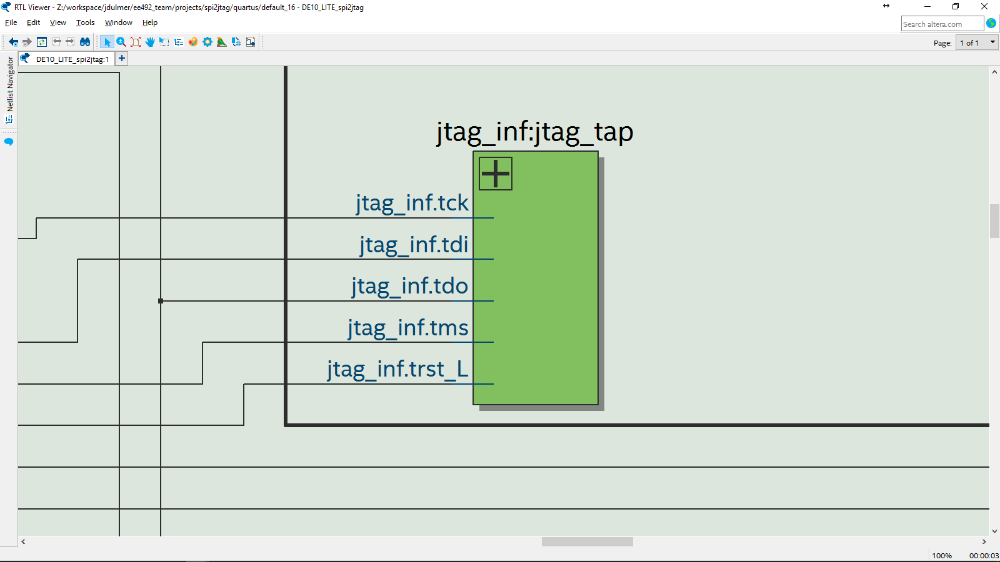 RTL Viewer - Z:/workspace/jdulmer/ee492_team/projects/spi2jtag/quartus/default_16 - DE10_LITE_spi2jtag
File Edit View Tools Window Help
Search altera.com
Page: 1 of 1
DE10_LITE_spi2jtag:1
Netlist Navigator
jtag_inf:jtag_tap
jtag_inf.tck
jtag_inf.tdi
jtag_inf.tdo
jtag_inf.tms
jtag_inf.trst_L
100% 00:00:03